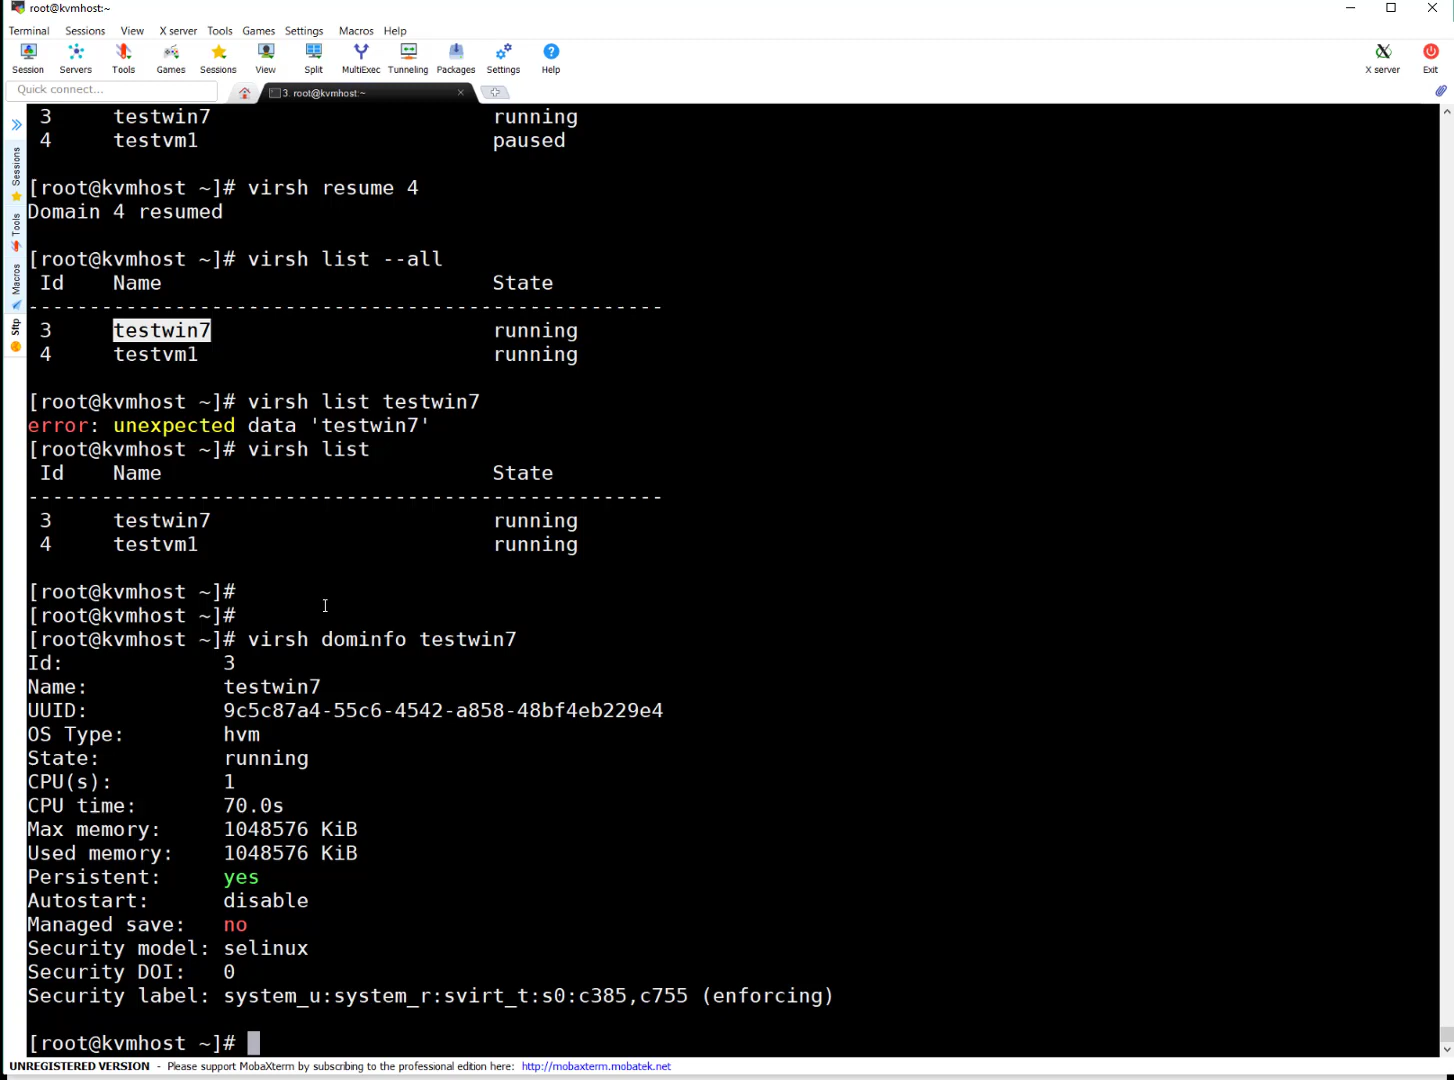 root@kvmhost:~
Terminal Sessions View X server Tools Games Settings Macros Help
Session Servers Tools Games Sessions View Split MultiExec Tunneling Packages Settings Help X server Exit
Quick connect...
3. root@kvmhost:~
Sessions
Tools
Macros
Sftp
3 testwin7 running
4 testvm1 paused
[root@kvmhost ~]# virsh resume 4
Domain 4 resumed
[root@kvmhost ~]# virsh list --all
Id Name State
------------------------------------------------------
3 testwin7 running
4 testvm1 running
[root@kvmhost ~]# virsh list testwin7
error: unexpected data 'testwin7'
[root@kvmhost ~]# virsh list
Id Name State
------------------------------------------------------
3 testwin7 running
4 testvm1 running
[root@kvmhost ~]#
[root@kvmhost ~]#
[root@kvmhost ~]# virsh dominfo testwin7
Id: 3
Name: testwin7
UUID: 9c5c87a4-55c6-4542-a858-48bf4eb229e4
OS Type: hvm
State: running
CPU(s): 1
CPU time: 70.0s
Max memory: 1048576 KiB
Used memory: 1048576 KiB
Persistent: yes
Autostart: disable
Managed save: no
Security model: selinux
Security DOI: 0
Security label: system_u:system_r:svirt_t:s0:c385,c755 (enforcing)
[root@kvmhost ~]#
UNREGISTERED VERSION - Please support MobaXterm by subscribing to the professional edition here: http://mobaxterm.mobatek.net